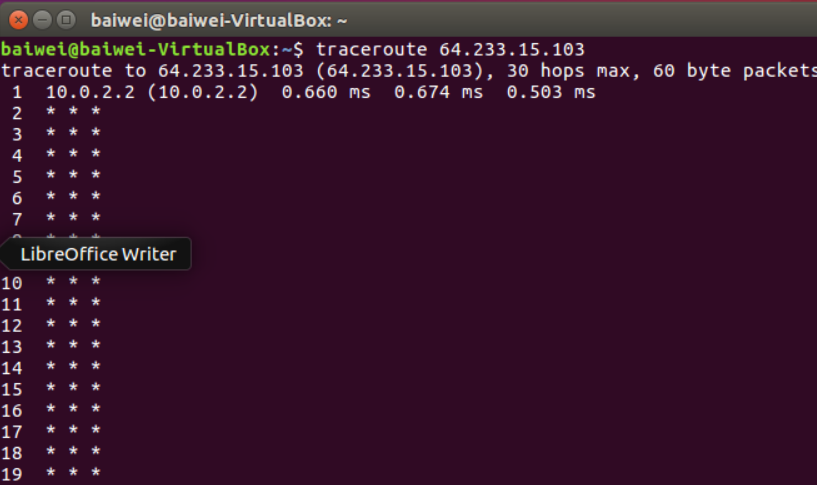 baiwei@baiwei-VirtualBox: ~
baiwei@baiwei-VirtualBox:~$ traceroute 64.233.15.103
traceroute to 64.233.15.103 (64.233.15.103), 30 hops max, 60 byte packets
1 10.0.2.2 (10.0.2.2) 0.660 ms 0.674 ms 0.503 ms
2 * * *
3 * * *
4 * * *
5 * * *
6 * * *
7 * * *
LibreOffice Writer
10 * * *
11 * * *
12 * * *
13 * * *
14 * * *
15 * * *
16 * * *
17 * * *
18 * * *
19 * * *